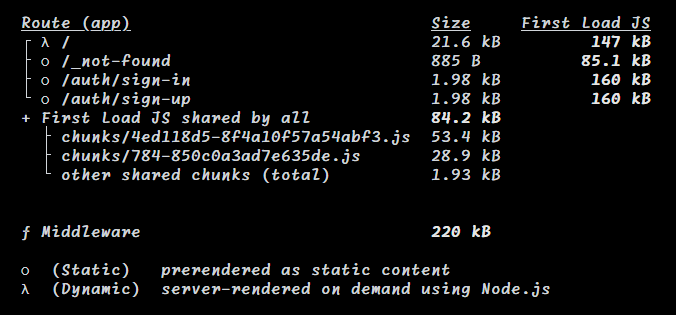 Route (app) Size First Load JS
┌ λ / 21.6 kB 147 kB
├ ○ /_not-found 885 B 85.1 kB
├ ○ /auth/sign-in 1.98 kB 160 kB
└ ○ /auth/sign-up 1.98 kB 160 kB
+ First Load JS shared by all 84.2 kB
├ chunks/4ed118d5-8f4a10f57a54abf3.js 53.4 kB
├ chunks/784-850c0a3ad7e635de.js 28.9 kB
└ other shared chunks (total) 1.93 kB
ƒ Middleware 220 kB
○ (Static) prerendered as static content
λ (Dynamic) server-rendered on demand using Node.js